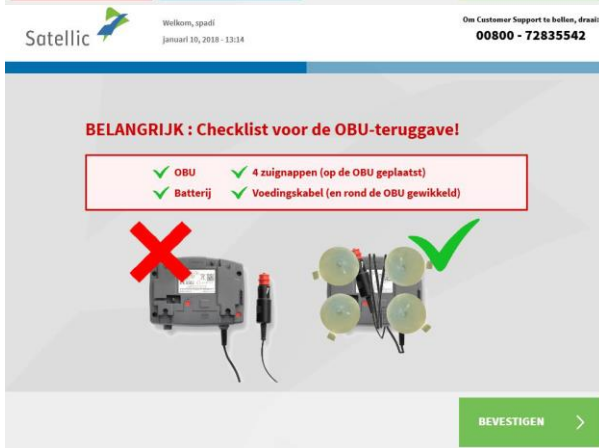 Satellic
Welkom, spadi
januari 10, 2018 - 13:14
Om Customer Support te bellen, draai:
00800 - 72835542
BELANGRIJK : Checklist voor de OBU-teruggave!
OBU
4 zuignappen (op de OBU geplaatst)
Batterij
Voedingskabel (en rond de OBU gewikkeld)
BEVESTIGEN